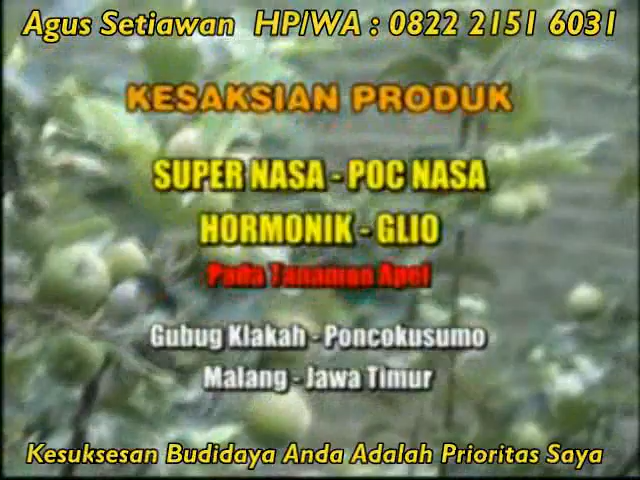 Agus Setiawan HP/WA : 0822 2151 6031
KESAKSIAN PRODUK
SUPER NASA - POC NASA
HORMONIK - GLIO
Pada Tanaman Apel
Gubug Klakah - Poncokusumo
Malang - Jawa Timur
Kesuksesan Budidaya Anda Adalah Prioritas Saya